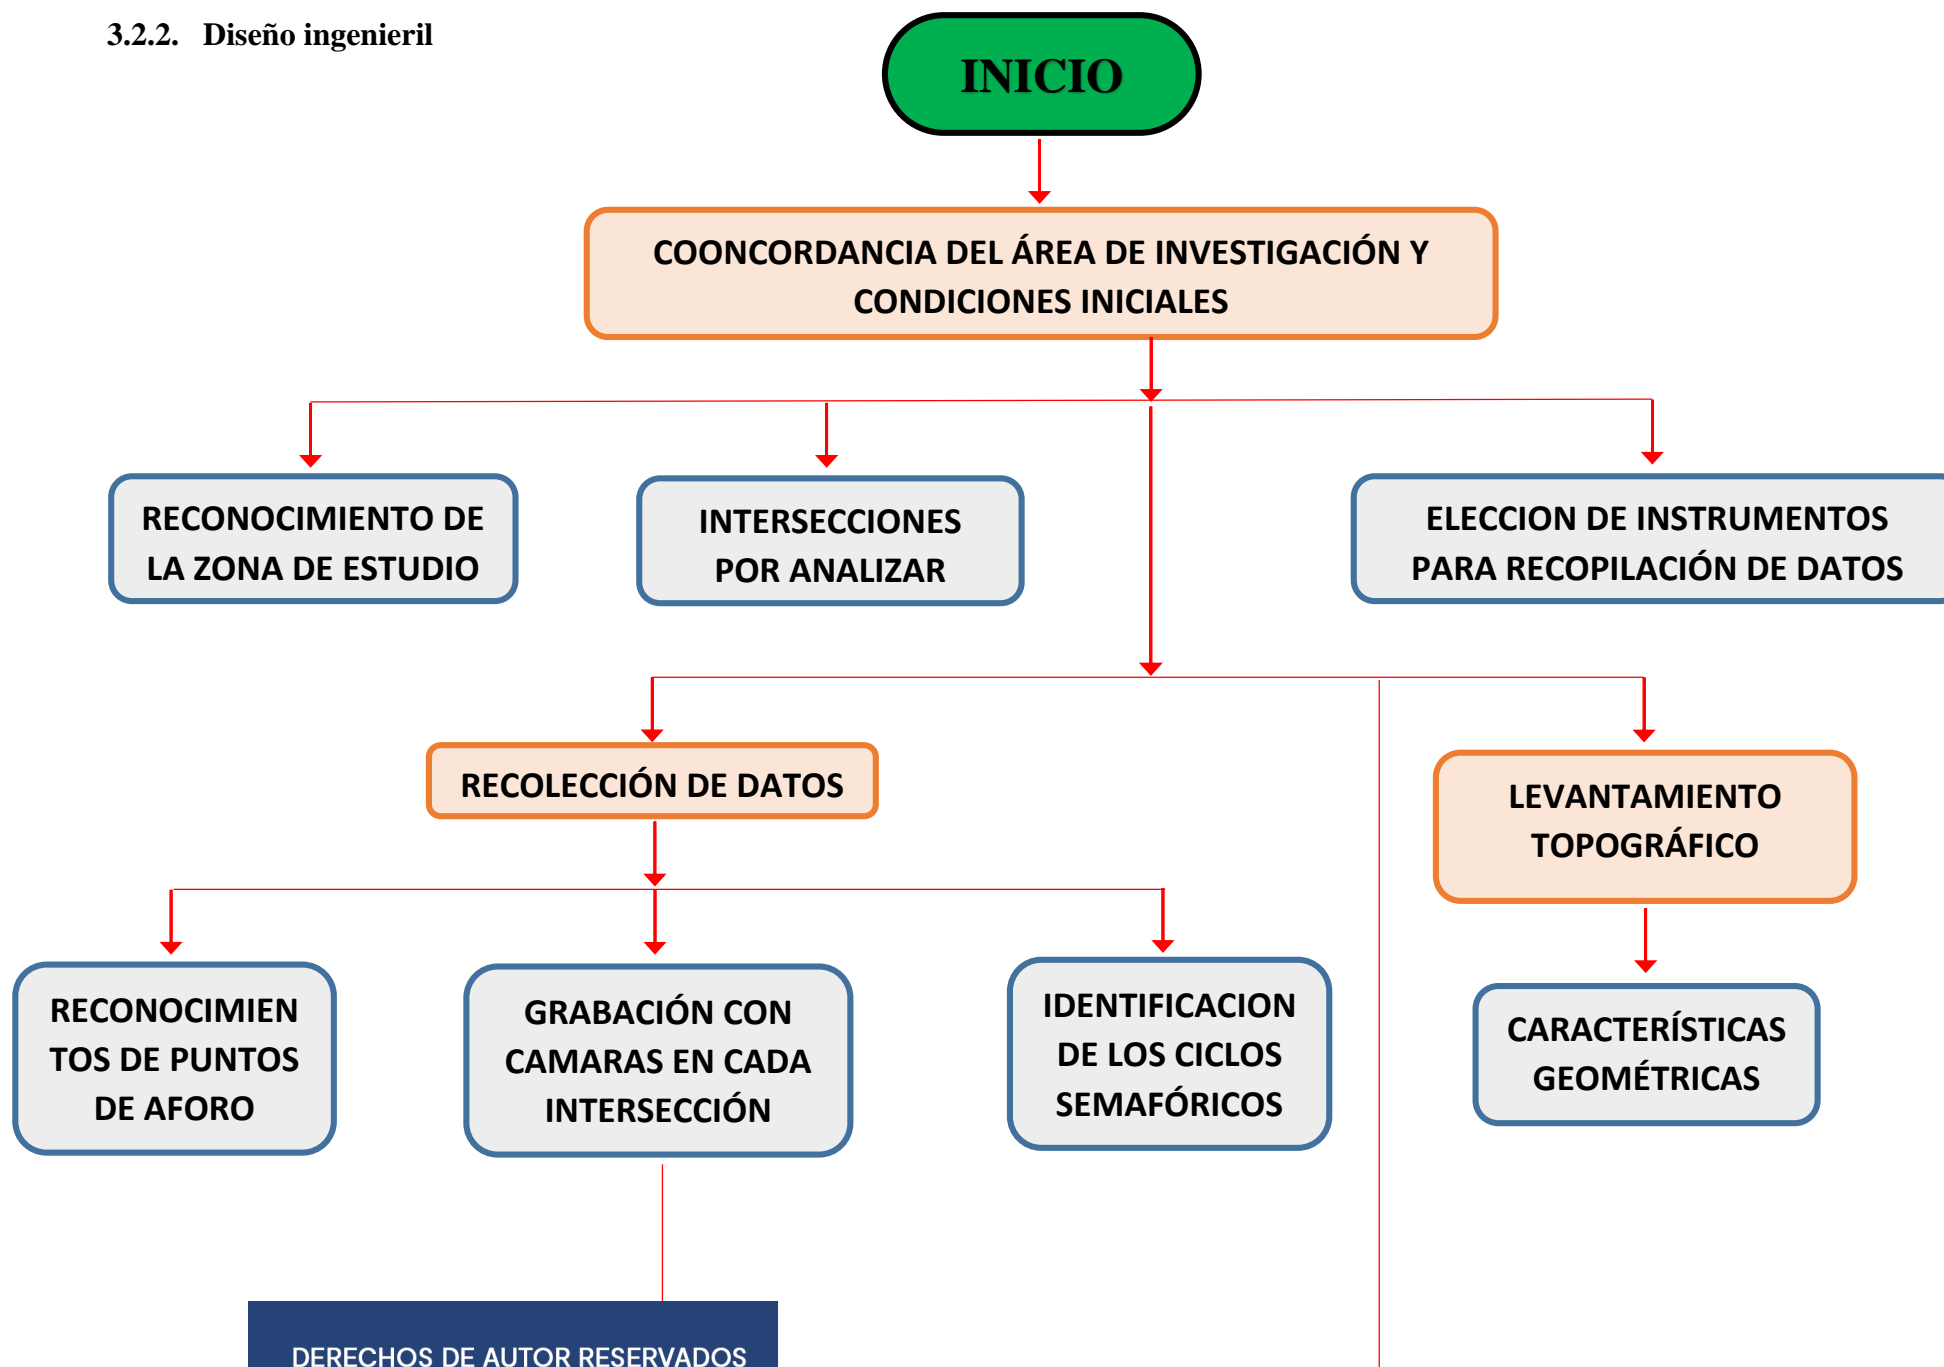 3.2.2. Diseño ingenieril
INICIO
COONCORDANCIA DEL ÁREA DE INVESTIGACIÓN Y
CONDICIONES INICIALES
RECONOCIMIENTO DE
LA ZONA DE ESTUDIO
INTERSECCIONES
POR ANALIZAR
ELECCION DE INSTRUMENTOS
PARA RECOPILACIÓN DE DATOS
RECOLECCIÓN DE DATOS
LEVANTAMIENTO
TOPOGRÁFICO
RECONOCIMIEN
TOS DE PUNTOS
DE AFORO
GRABACIÓN CON
CAMARAS EN CADA
INTERSECCIÓN
IDENTIFICACION
DE LOS CICLOS
SEMAFÓRICOS
CARACTERÍSTICAS
GEOMÉTRICAS
DERECHOS DE AUTOR RESERVADOS